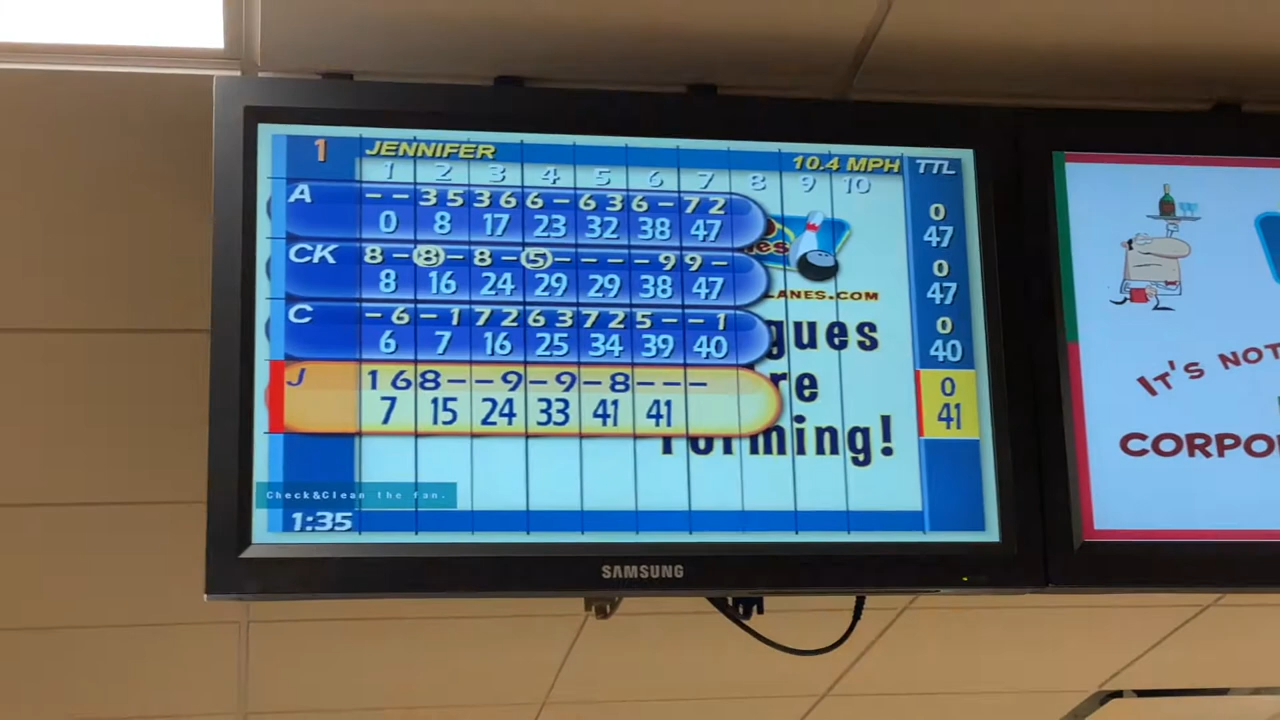 1 JENNIFER 10.4 MPH TTL
1 2 3 4 5 6 7 8 9 10
A - - 3 5 3 6 6 - 6 3 6 - 7 2 0
0 8 17 23 32 38 47 47
CK 8 - 8 - 8 - 5 - - - - 9 9 - 0
8 16 24 29 29 38 47 47
LANES.COM
C - 6 - 1 7 2 6 3 7 2 5 - - 1 0
6 7 16 25 34 39 40 40
gues
J 1 6 8 - - 9 - 9 - 8 - - - 0
7 15 24 33 41 41 41
re
forming!
Check&Clean the fan.
1:35
SAMSUNG
IT'S NOT
CORPO